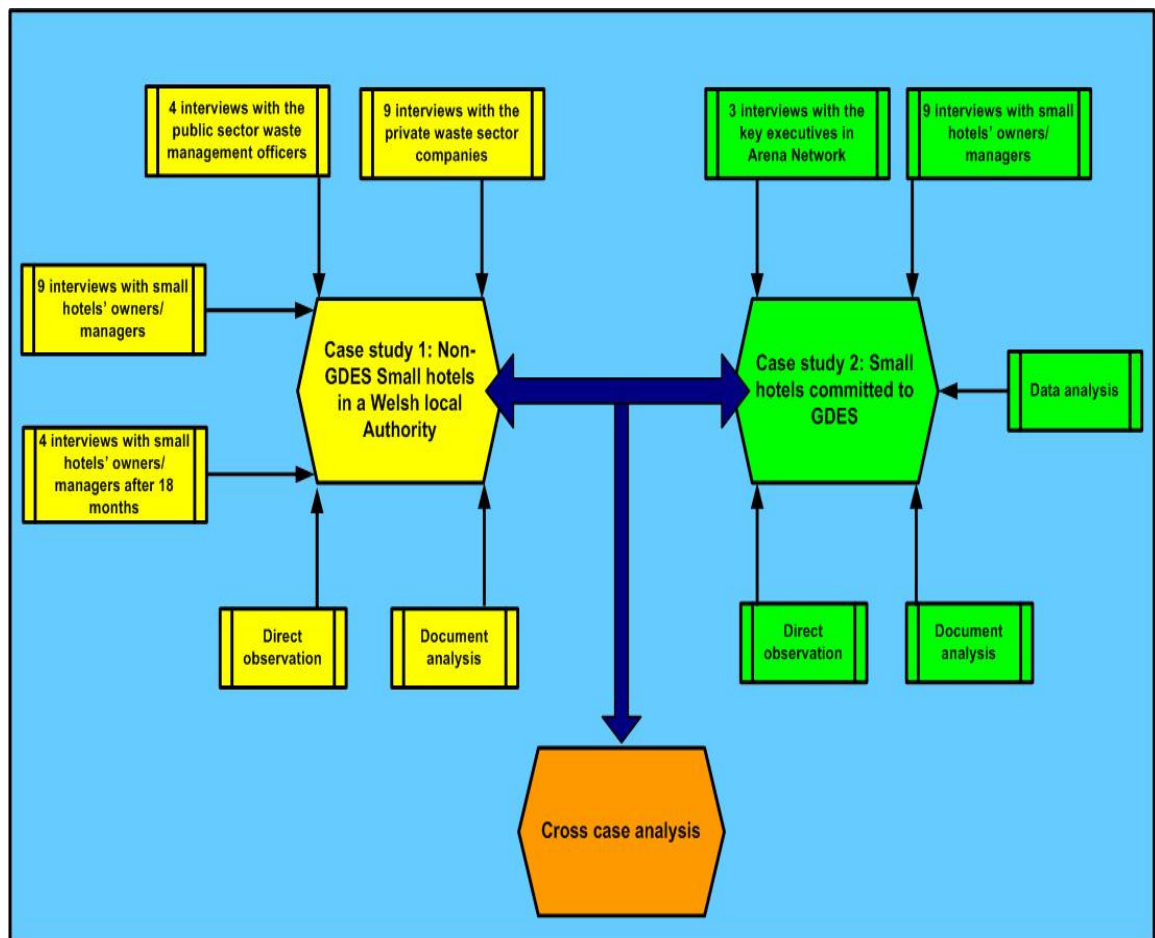 4 interviews with the
public sector waste
management officers
9 interviews with the
private waste sector
companies
3 interviews with the
key executives in
Arena Network
9 interviews with small
hotels' owners/
managers
9 interviews with small
hotels' owners/
managers
Case study 1: Non-
GDES Small hotels
in a Welsh local
Authority
Case study 2: Small
hotels committed to
GDES
Data analysis
4 interviews with small
hotels' owners/
managers after 18
months
Direct
observation
Document
analysis
Direct
observation
Document
analysis
Cross case analysis